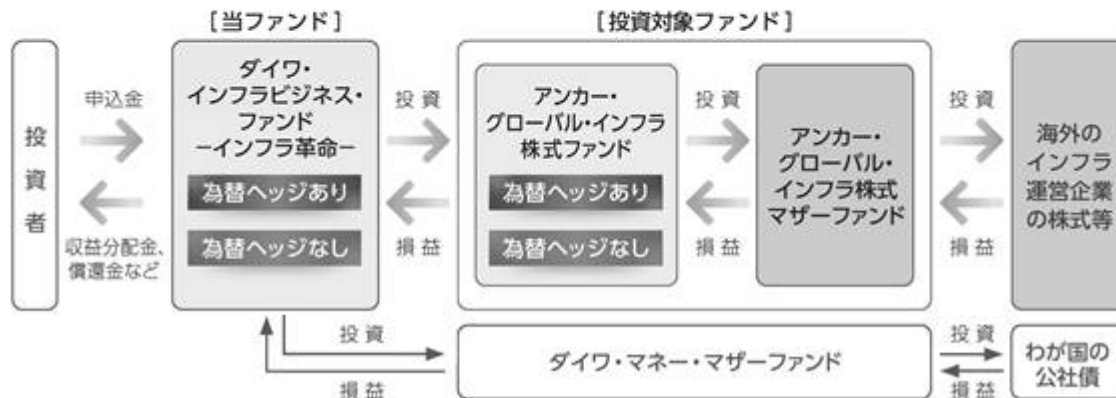 [当ファンド]
[投資対象ファンド]
投資者
申込金
収益分配金、
償還金など
ダイワ・
インフラビジネス・
ファンド
－インフラ革命－
為替ヘッジあり
為替ヘッジなし
投資
損益
アンカー・
グローバル・インフラ
株式ファンド
為替ヘッジあり
為替ヘッジなし
投資
損益
アンカー・
グローバル・
インフラ株式
マザーファンド
投資
損益
海外の
インフラ
運営企業
の株式等
投資
損益
ダイワ・マネー・マザーファンド
投資
損益
わが国の
公社債